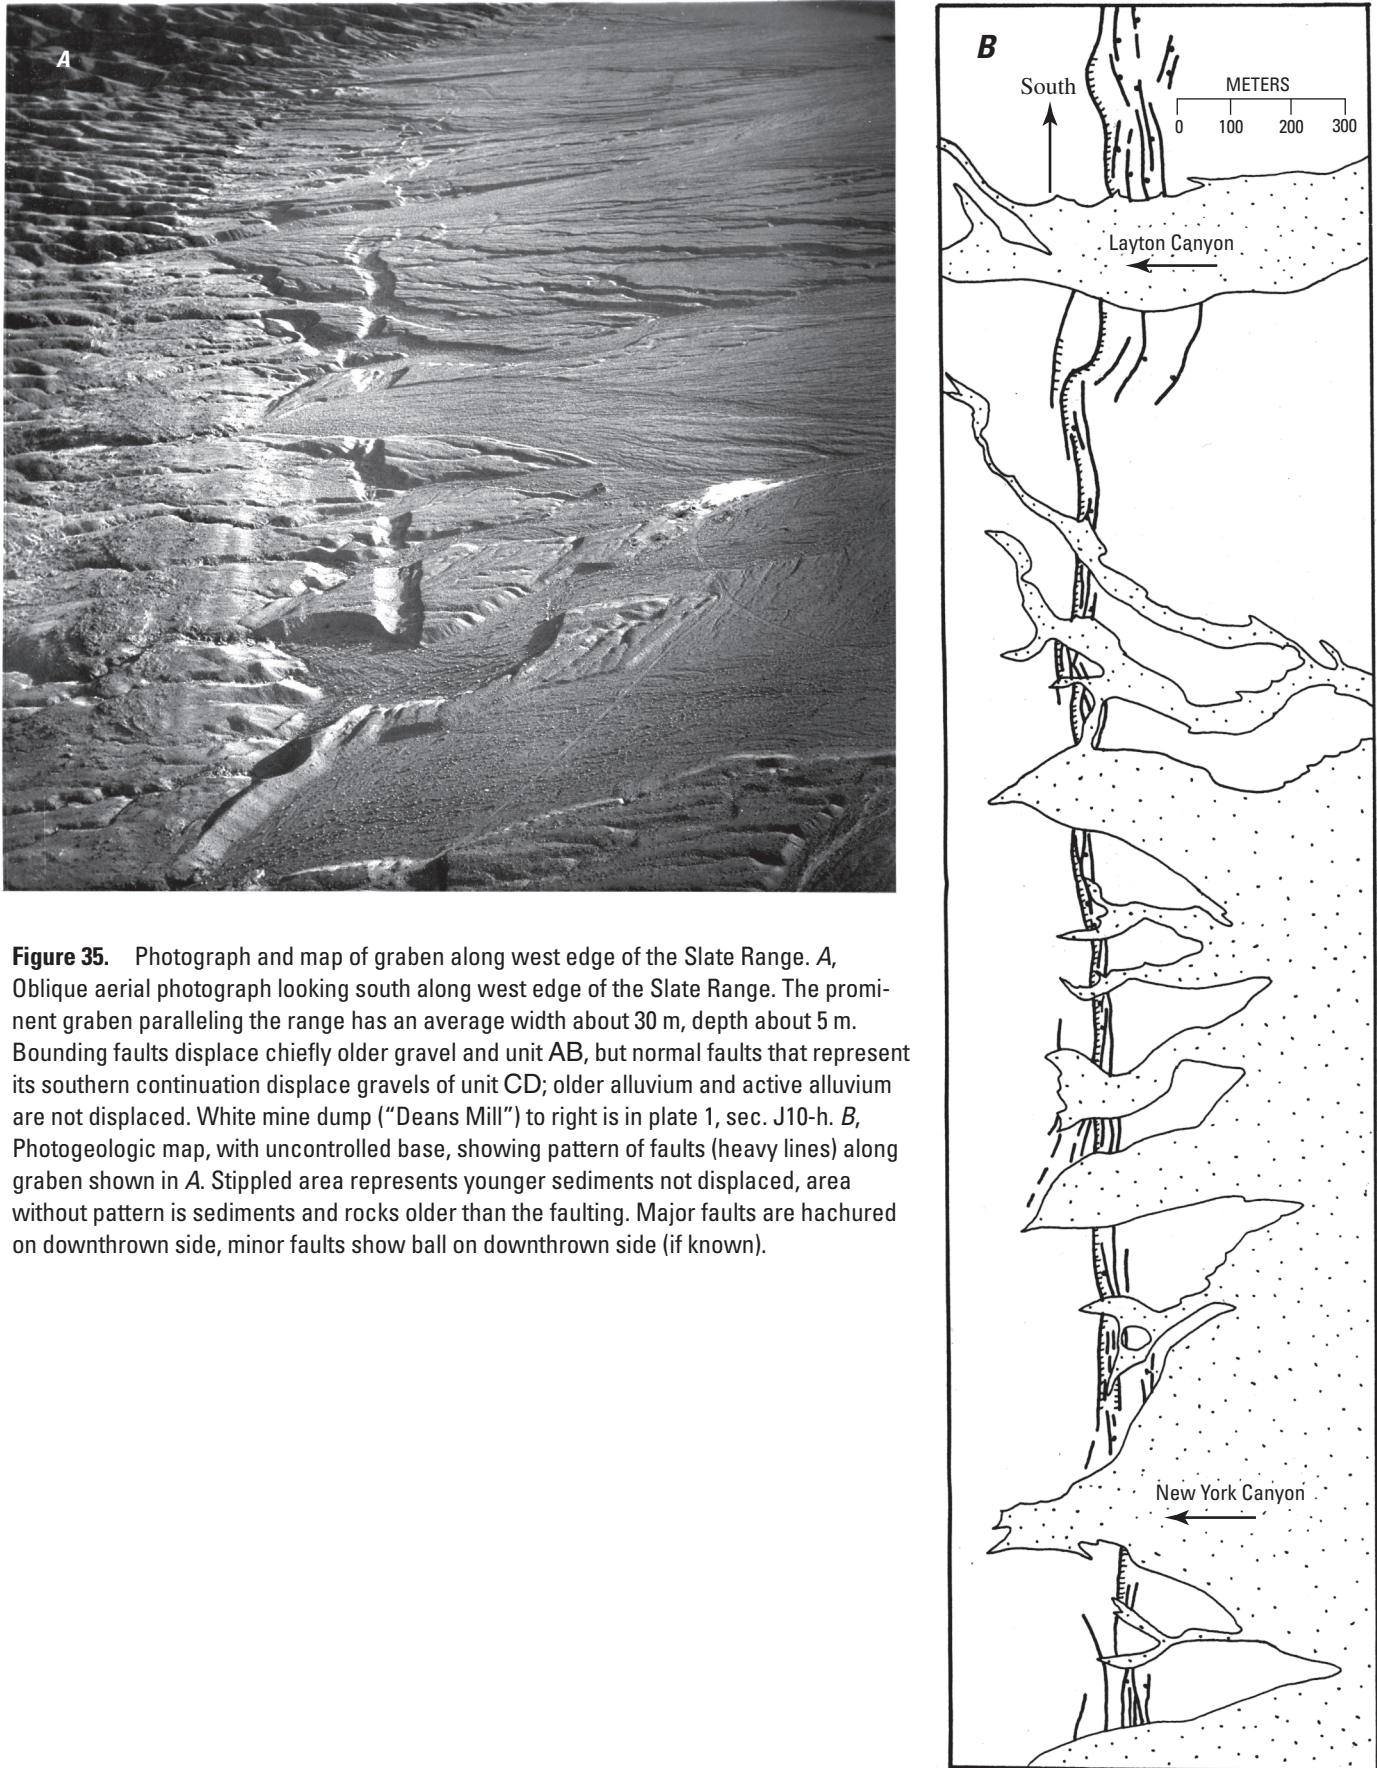 A
B
South
METERS
0 100 200 300
Layton Canyon
New York Canyon
Figure 35. Photograph and map of graben along west edge of the Slate Range. A,
Oblique aerial photograph looking south along west edge of the Slate Range. The promi-
nent graben paralleling the range has an average width about 30 m, depth about 5 m.
Bounding faults displace chiefly older gravel and unit AB, but normal faults that represent
its southern continuation displace gravels of unit CD; older alluvium and active alluvium
are not displaced. White mine dump (“Deans Mill”) to right is in plate 1, sec. J10-h. B,
Photogeologic map, with uncontrolled base, showing pattern of faults (heavy lines) along
graben shown in A. Stippled area represents younger sediments not displaced, area
without pattern is sediments and rocks older than the faulting. Major faults are hachured
on downthrown side, minor faults show ball on downthrown side (if known).